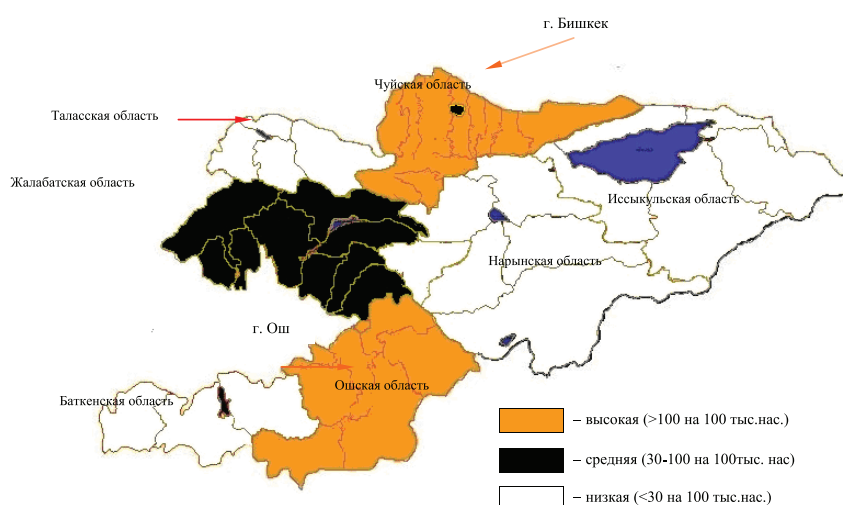 г. Бишкек
Чуйская область
Таласская область
Жалабатская область
Иссыкульская область
Нарынская область
г. Ош
Ошская область
Баткенская область
– высокая (>100 на 100 тыс.нас.)
– средняя (30-100 на 100тыс. нас)
– низкая (<30 на 100 тыс.нас.)